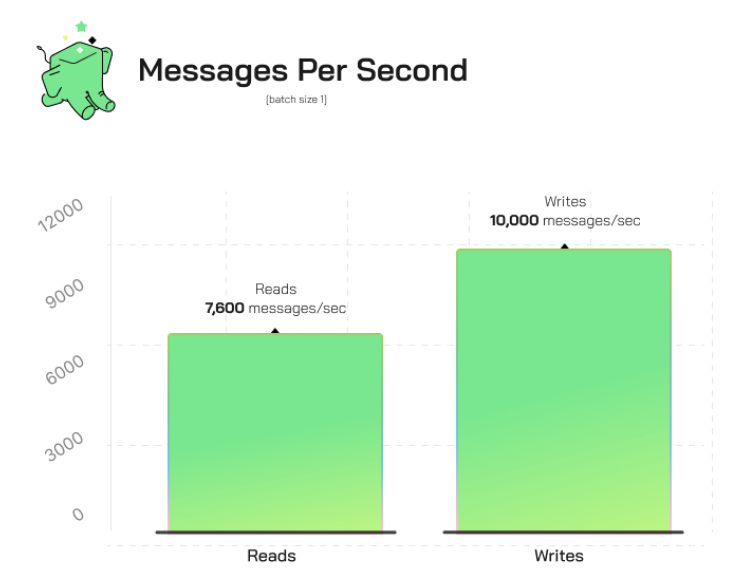 Messages Per Second
[batch size 1]
12000
9000
6000
3000
0
Reads
7,600 messages/sec
Writes
10,000 messages/sec
Reads
Writes